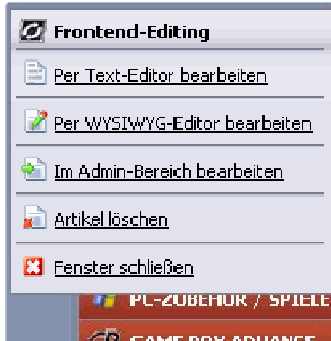 Frontend-Editing
Per Text-Editor bearbeiten
Per WYSIWYG-Editor bearbeiten
Im Admin-Bereich bearbeiten
Artikel löschen
Fenster schließen
PC-ZUBEHÖR / SPIELE
GAME BOY ADVANCE